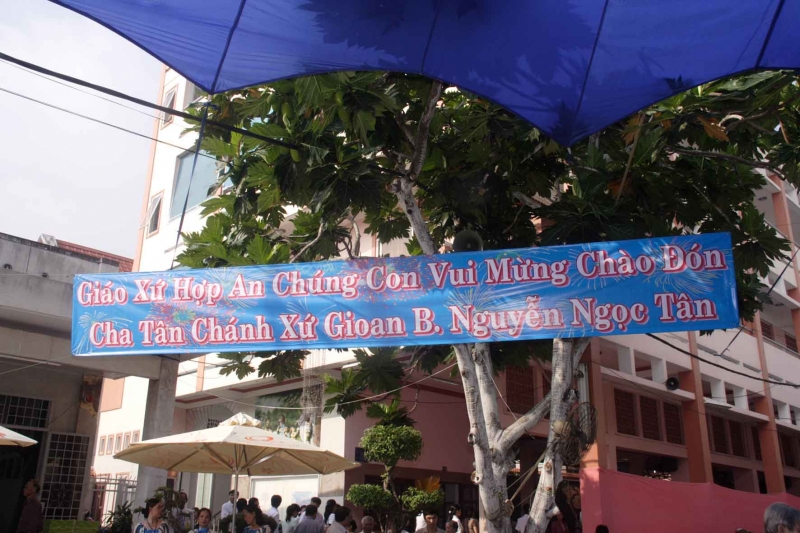 Giáo Xứ Hợp An Chúng Con Vui Mừng Chào Đón
Cha Tân Chánh Xứ Gioan B. Nguyễn Ngọc Tân